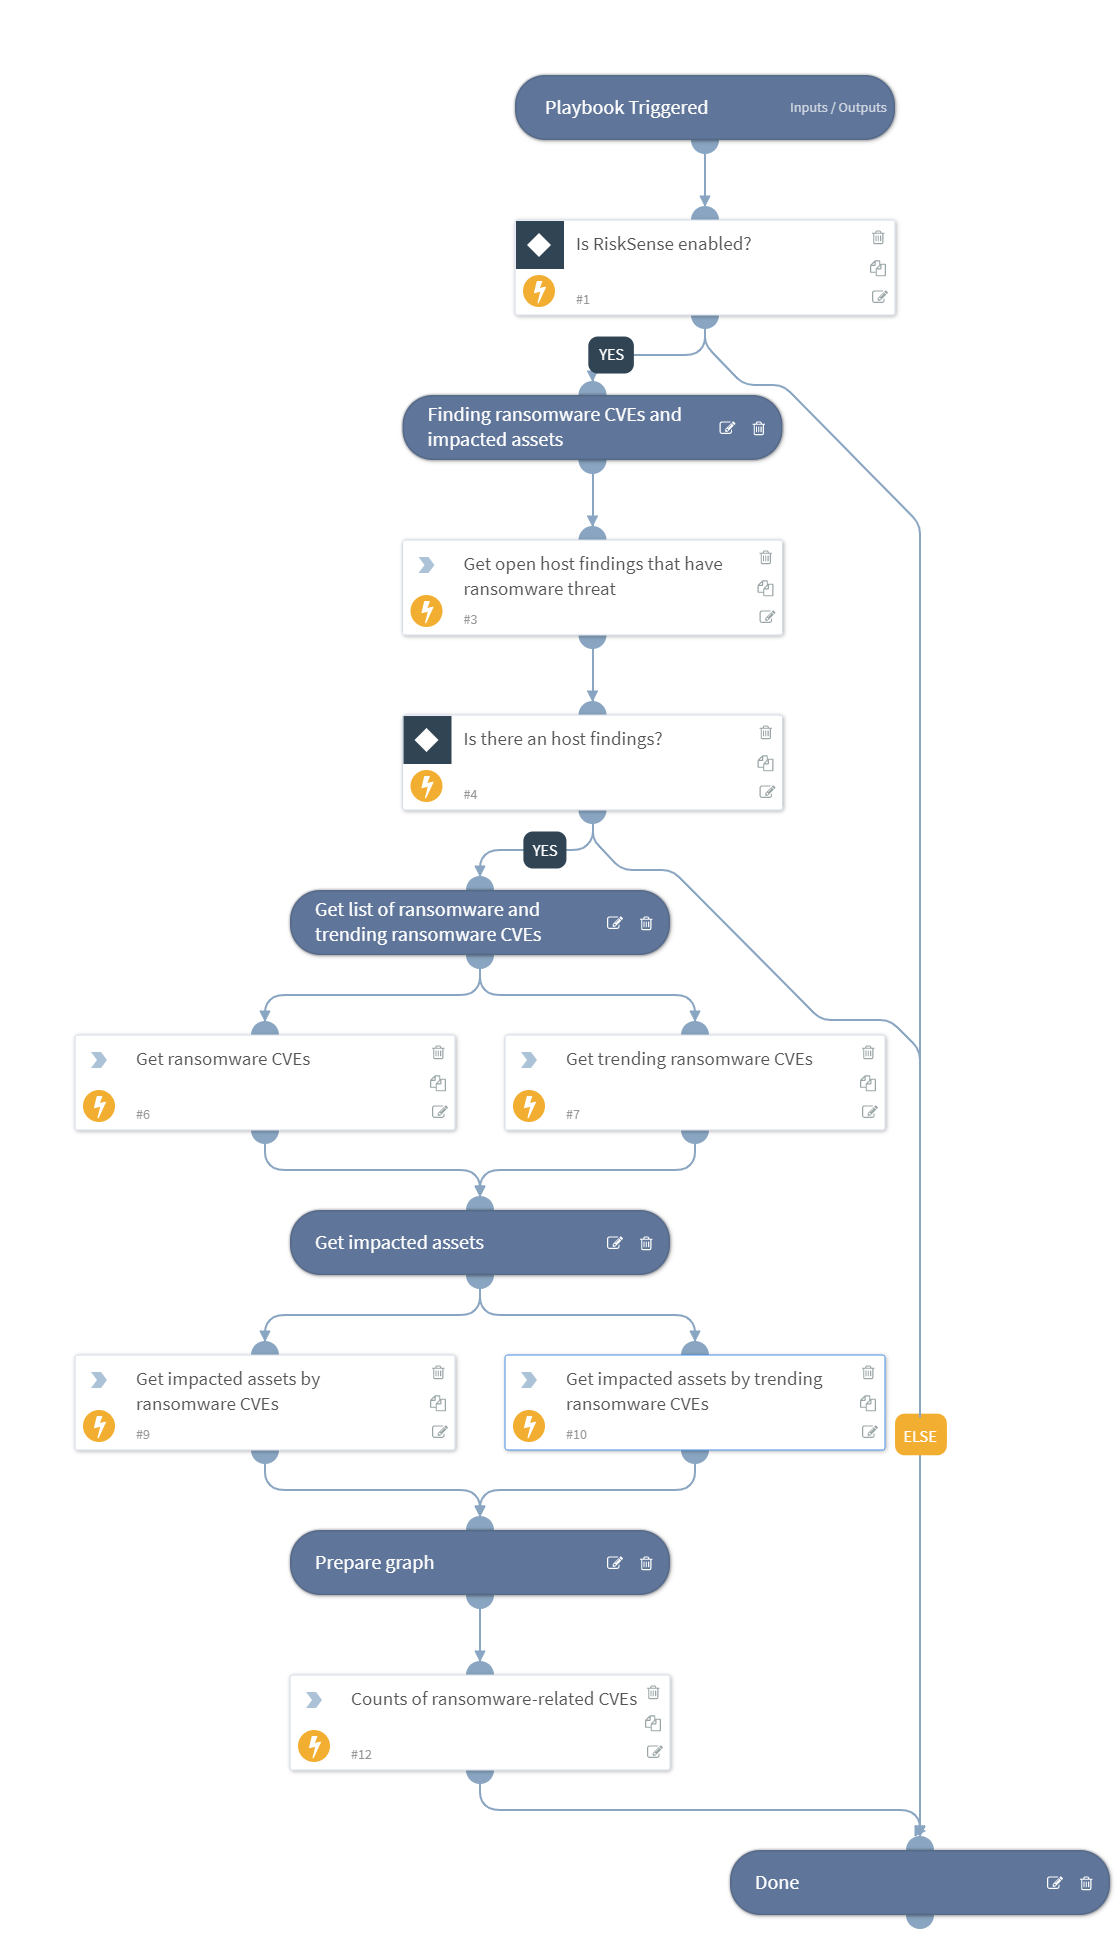 Playbook Triggered
Inputs / Outputs
Is RiskSense enabled?
#1
YES
Finding ransomware CVEs and
impacted assets
Get open host findings that have
ransomware threat
#3
Is there an host findings?
#4
YES
Get list of ransomware and
trending ransomware CVEs
Get ransomware CVEs
#6
Get trending ransomware CVEs
#7
Get impacted assets
Get impacted assets by
ransomware CVEs
#9
Get impacted assets by trending
ransomware CVEs
#10
ELSE
Prepare graph
Counts of ransomware-related CVEs
#12
Done